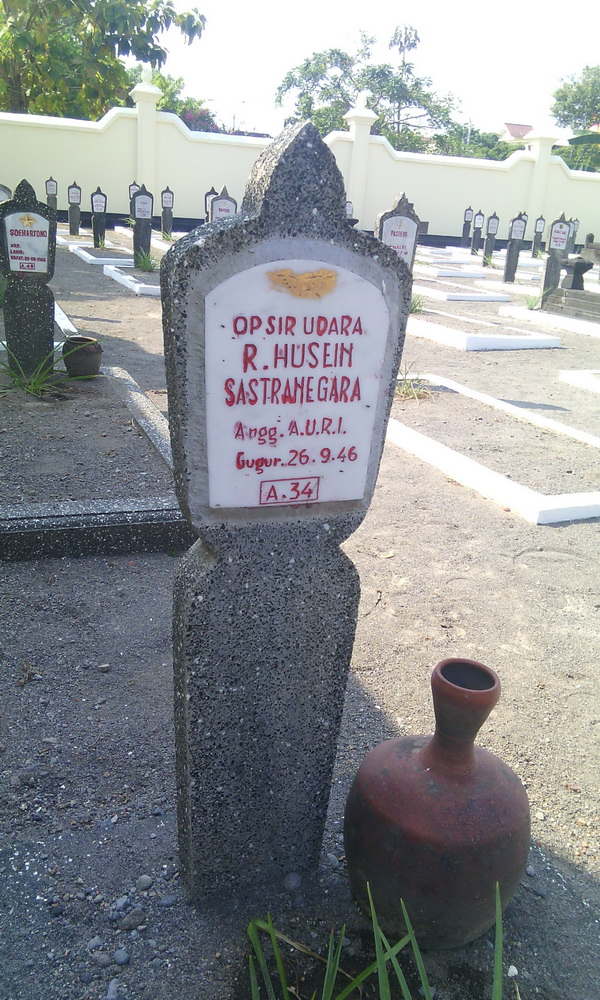 OPSIR UDARA
R. HUSEIN
SASTRANEGARA
Angg. A.U.R.I.
Gugur. 26.9.46
A.34
SOEHARTONO